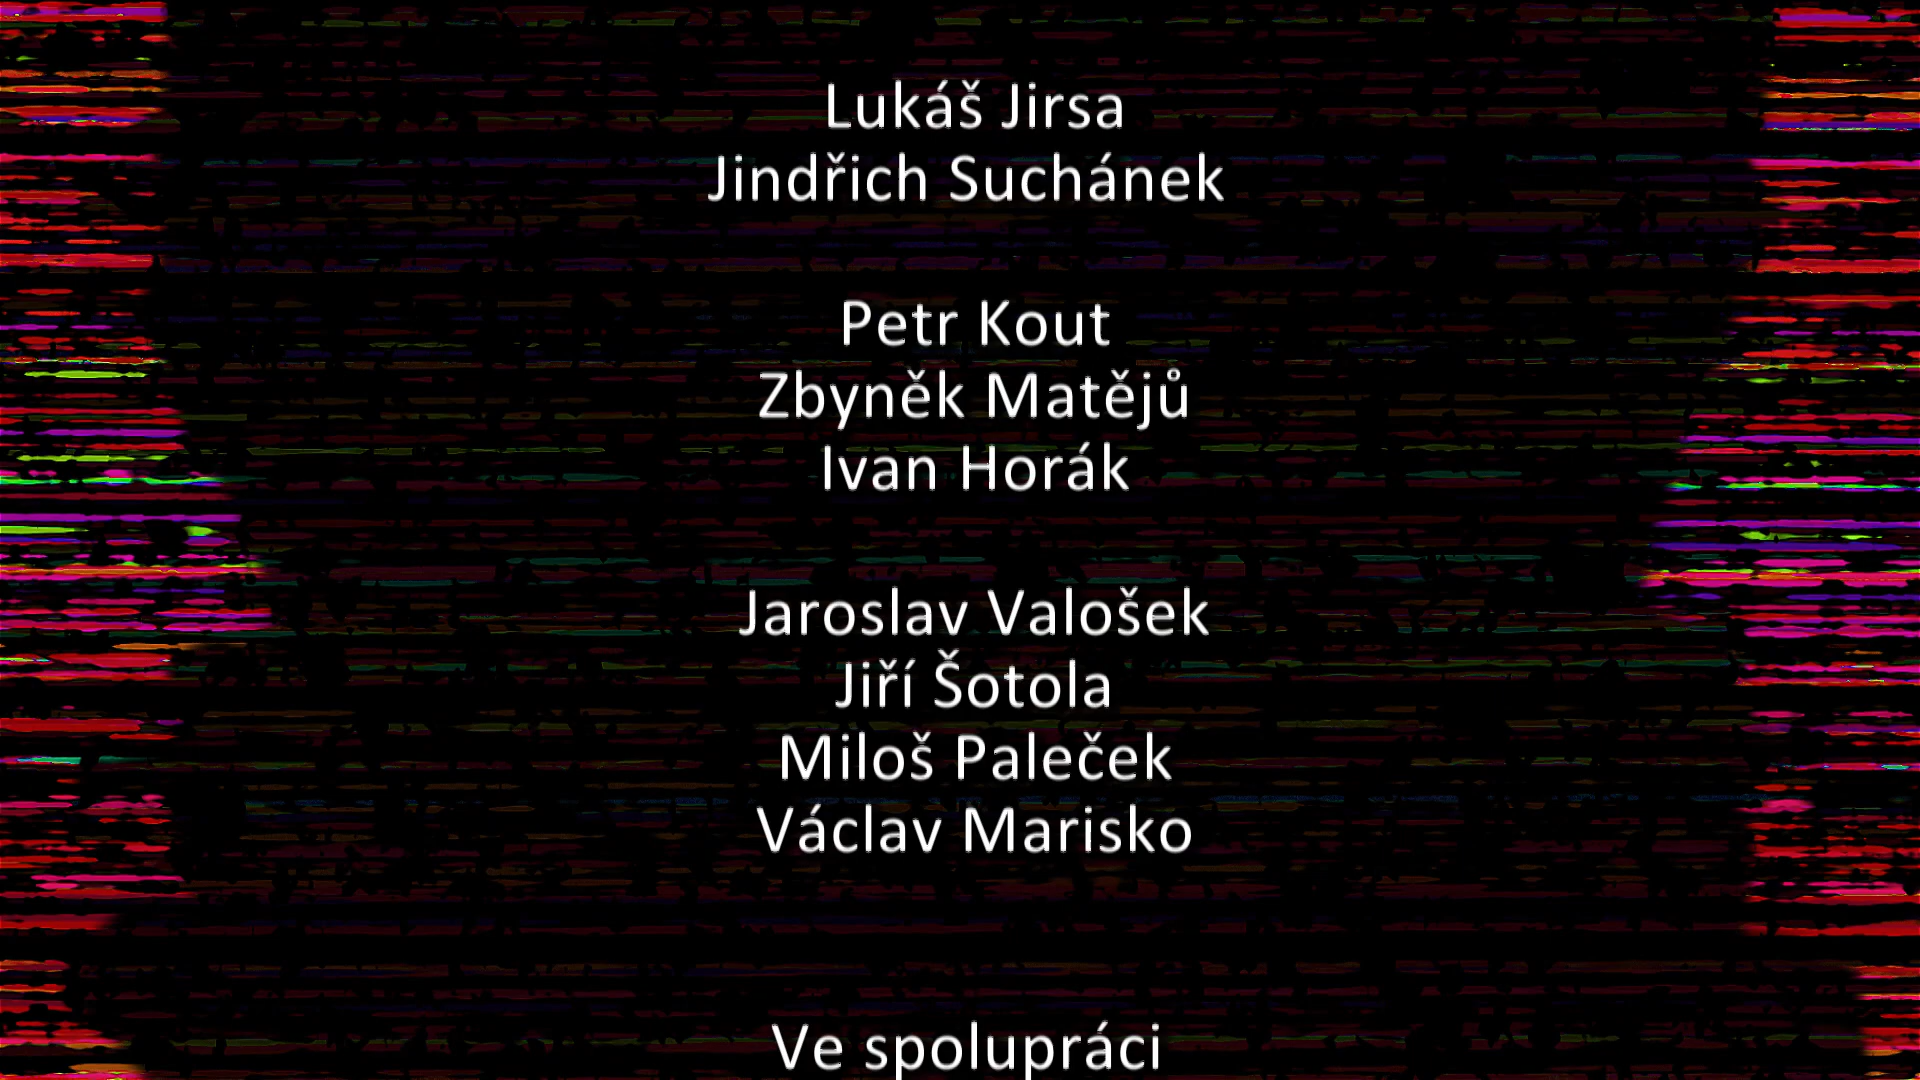 Lukáš Jirsa
Jindřich Suchánek
Petr Kout
Zbyněk Matějů
Ivan Horák
Jaroslav Valošek
Jiří Šotola
Miloš Paleček
Václav Marisko
Ve spolupráci